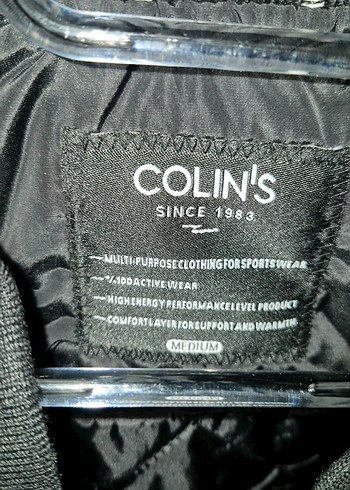 COLIN'S
SINCE 1983
MULTI-PURPOSE CLOTHING FOR SPORTSWEAR
%100 ACTIVE WEAR
HIGH ENERGY PERFORMANCE LEVEL PRODUCT
COMFORT LAYER FOR SUPPORT AND WARMTH
MEDIUM